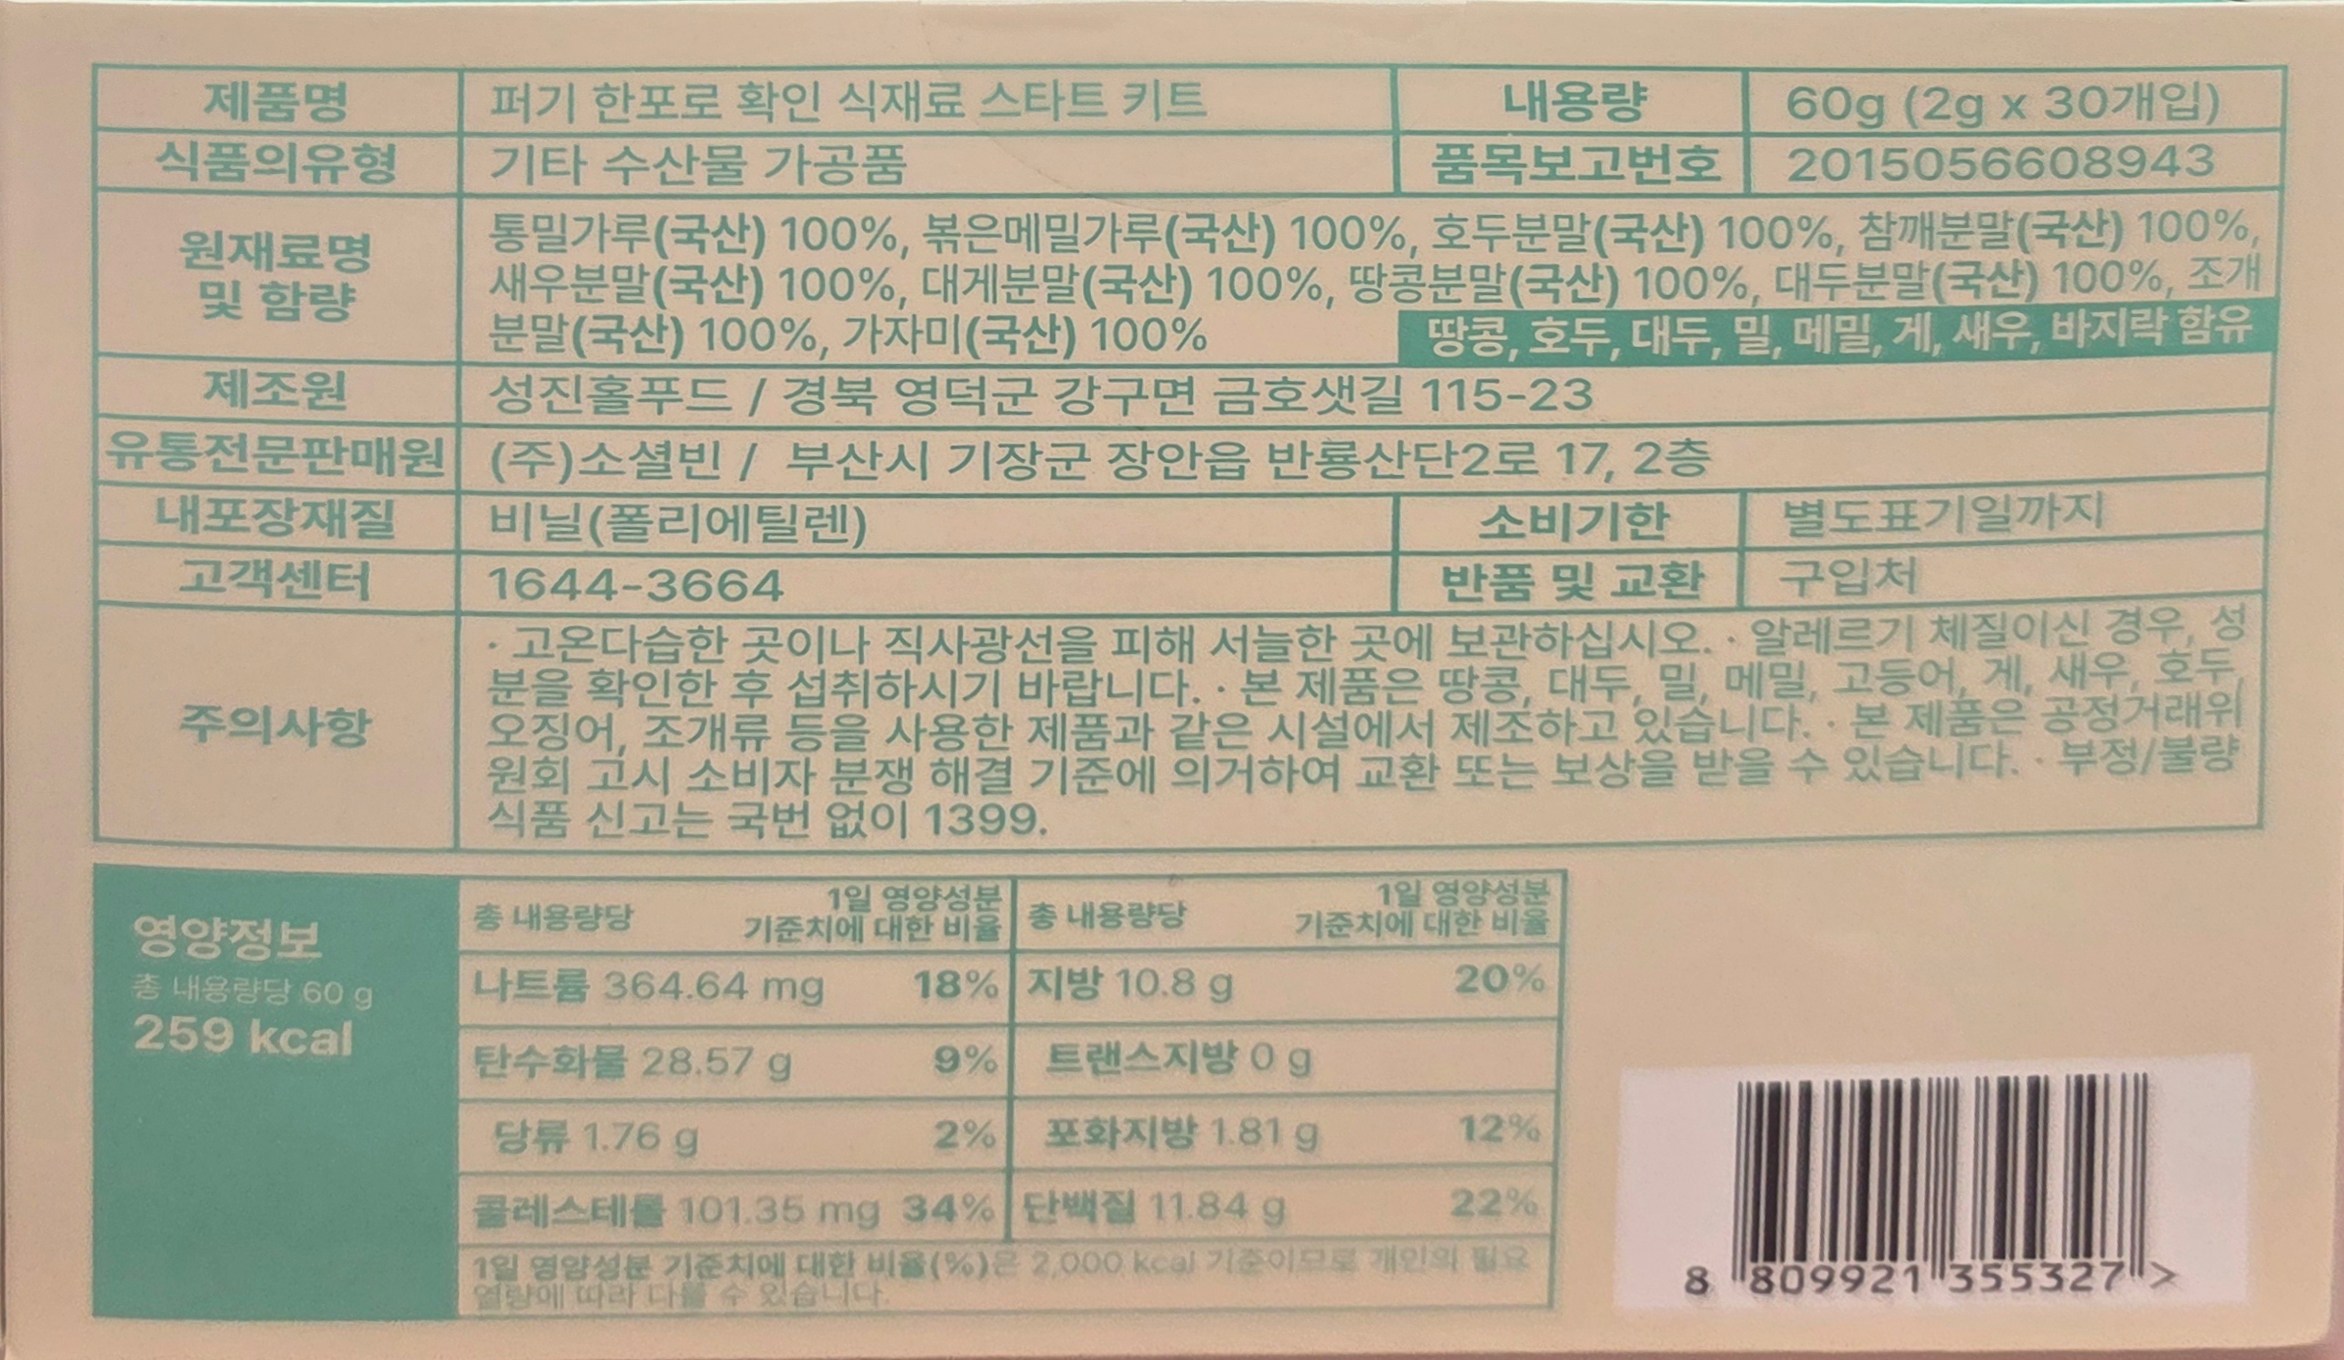 제품명 퍼기 한포로 확인 식재료 스타트 키트 내용량 60g (2g x 30개입)
식품의유형 기타 수산물 가공품 품목보고번호 2015056608943
원재료명
및 함량
통밀가루(국산) 100%, 볶은메밀가루(국산) 100%, 호두분말(국산) 100%, 참깨분말(국산) 100%,
새우분말(국산) 100%, 대게분말(국산) 100%, 땅콩분말(국산) 100%, 대두분말(국산) 100%, 조개
분말(국산) 100%, 가자미(국산) 100% 땅콩, 호두, 대두, 밀, 메밀, 게, 새우, 바지락 함유
제조원 성진홀푸드 / 경북 영덕군 강구면 금호샛길 115-23
유통전문판매원 (주)소셜빈 / 부산시 기장군 장안읍 반룡산단2로 17, 2층
내포장재질 비닐(폴리에틸렌) 소비기한 별도표기일까지
고객센터 1644-3664 반품 및 교환 구입처
주의사항
· 고온다습한 곳이나 직사광선을 피해 서늘한 곳에 보관하십시오. · 알레르기 체질이신 경우, 성
분을 확인한 후 섭취하시기 바랍니다. · 본 제품은 땅콩, 대두, 밀, 메밀, 고등어, 게, 새우, 호두,
오징어, 조개류 등을 사용한 제품과 같은 시설에서 제조하고 있습니다. · 본 제품은 공정거래위
원회 고시 소비자 분쟁 해결 기준에 의거하여 교환 또는 보상을 받을 수 있습니다. · 부정/불량
식품 신고는 국번 없이 1399.
영양정보
총 내용량당 60 g
259 kcal
총 내용량당 1일 영양성분
기준치에 대한 비율
총 내용량당 1일 영양성분
기준치에 대한 비율
나트륨 364.64 mg 18% 지방 10.8 g 20%
탄수화물 28.57 g 9% 트랜스지방 0 g
당류 1.76 g 2% 포화지방 1.81 g 12%
콜레스테롤 101.35 mg 34% 단백질 11.84 g 22%
1일 영양성분 기준치에 대한 비율(%)은 2,000 kcal 기준이므로 개인의 필요
열량에 따라 다를 수 있습니다.
8 809921 355327 >